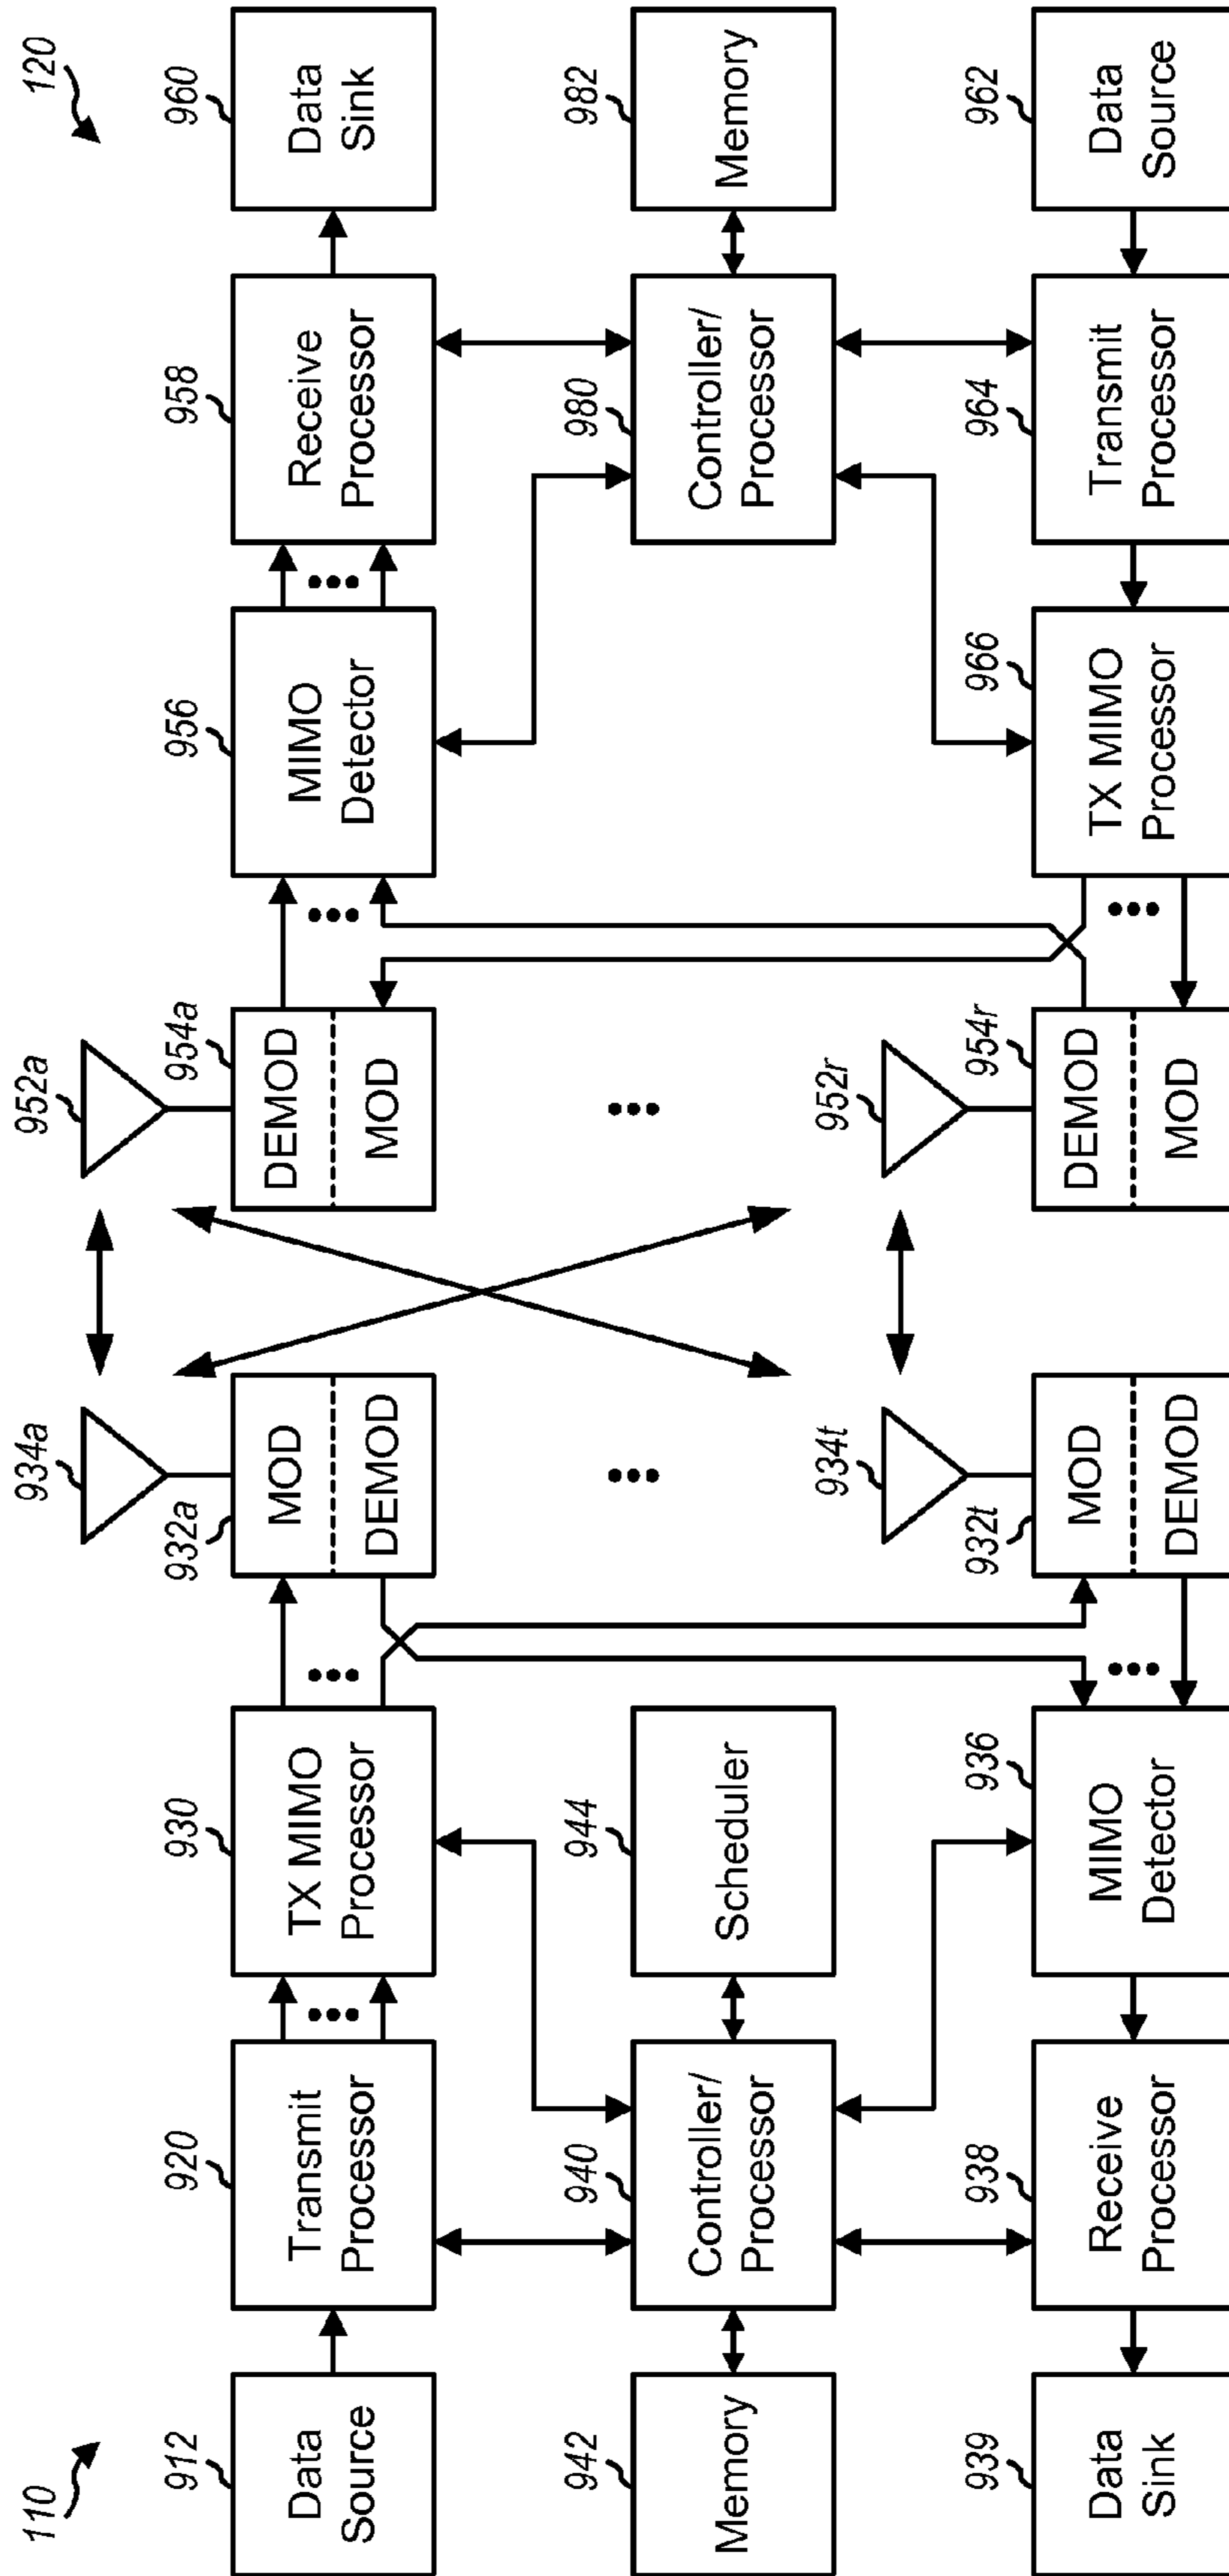 110
120
912
Data
Source
920
Transmit
Processor
930
TX MIMO
Processor
932a
MOD
DEMOD
934a
952a
954a
DEMOD
MOD
956
MIMO
Detector
958
Receive
Processor
960
Data
Sink
942
Memory
940
Controller/
Processor
944
Scheduler
980
Controller/
Processor
982
Memory
939
Data
Sink
938
Receive
Processor
936
MIMO
Detector
932t
MOD
DEMOD
934t
952r
954r
DEMOD
MOD
966
TX MIMO
Processor
964
Transmit
Processor
962
Data
Source